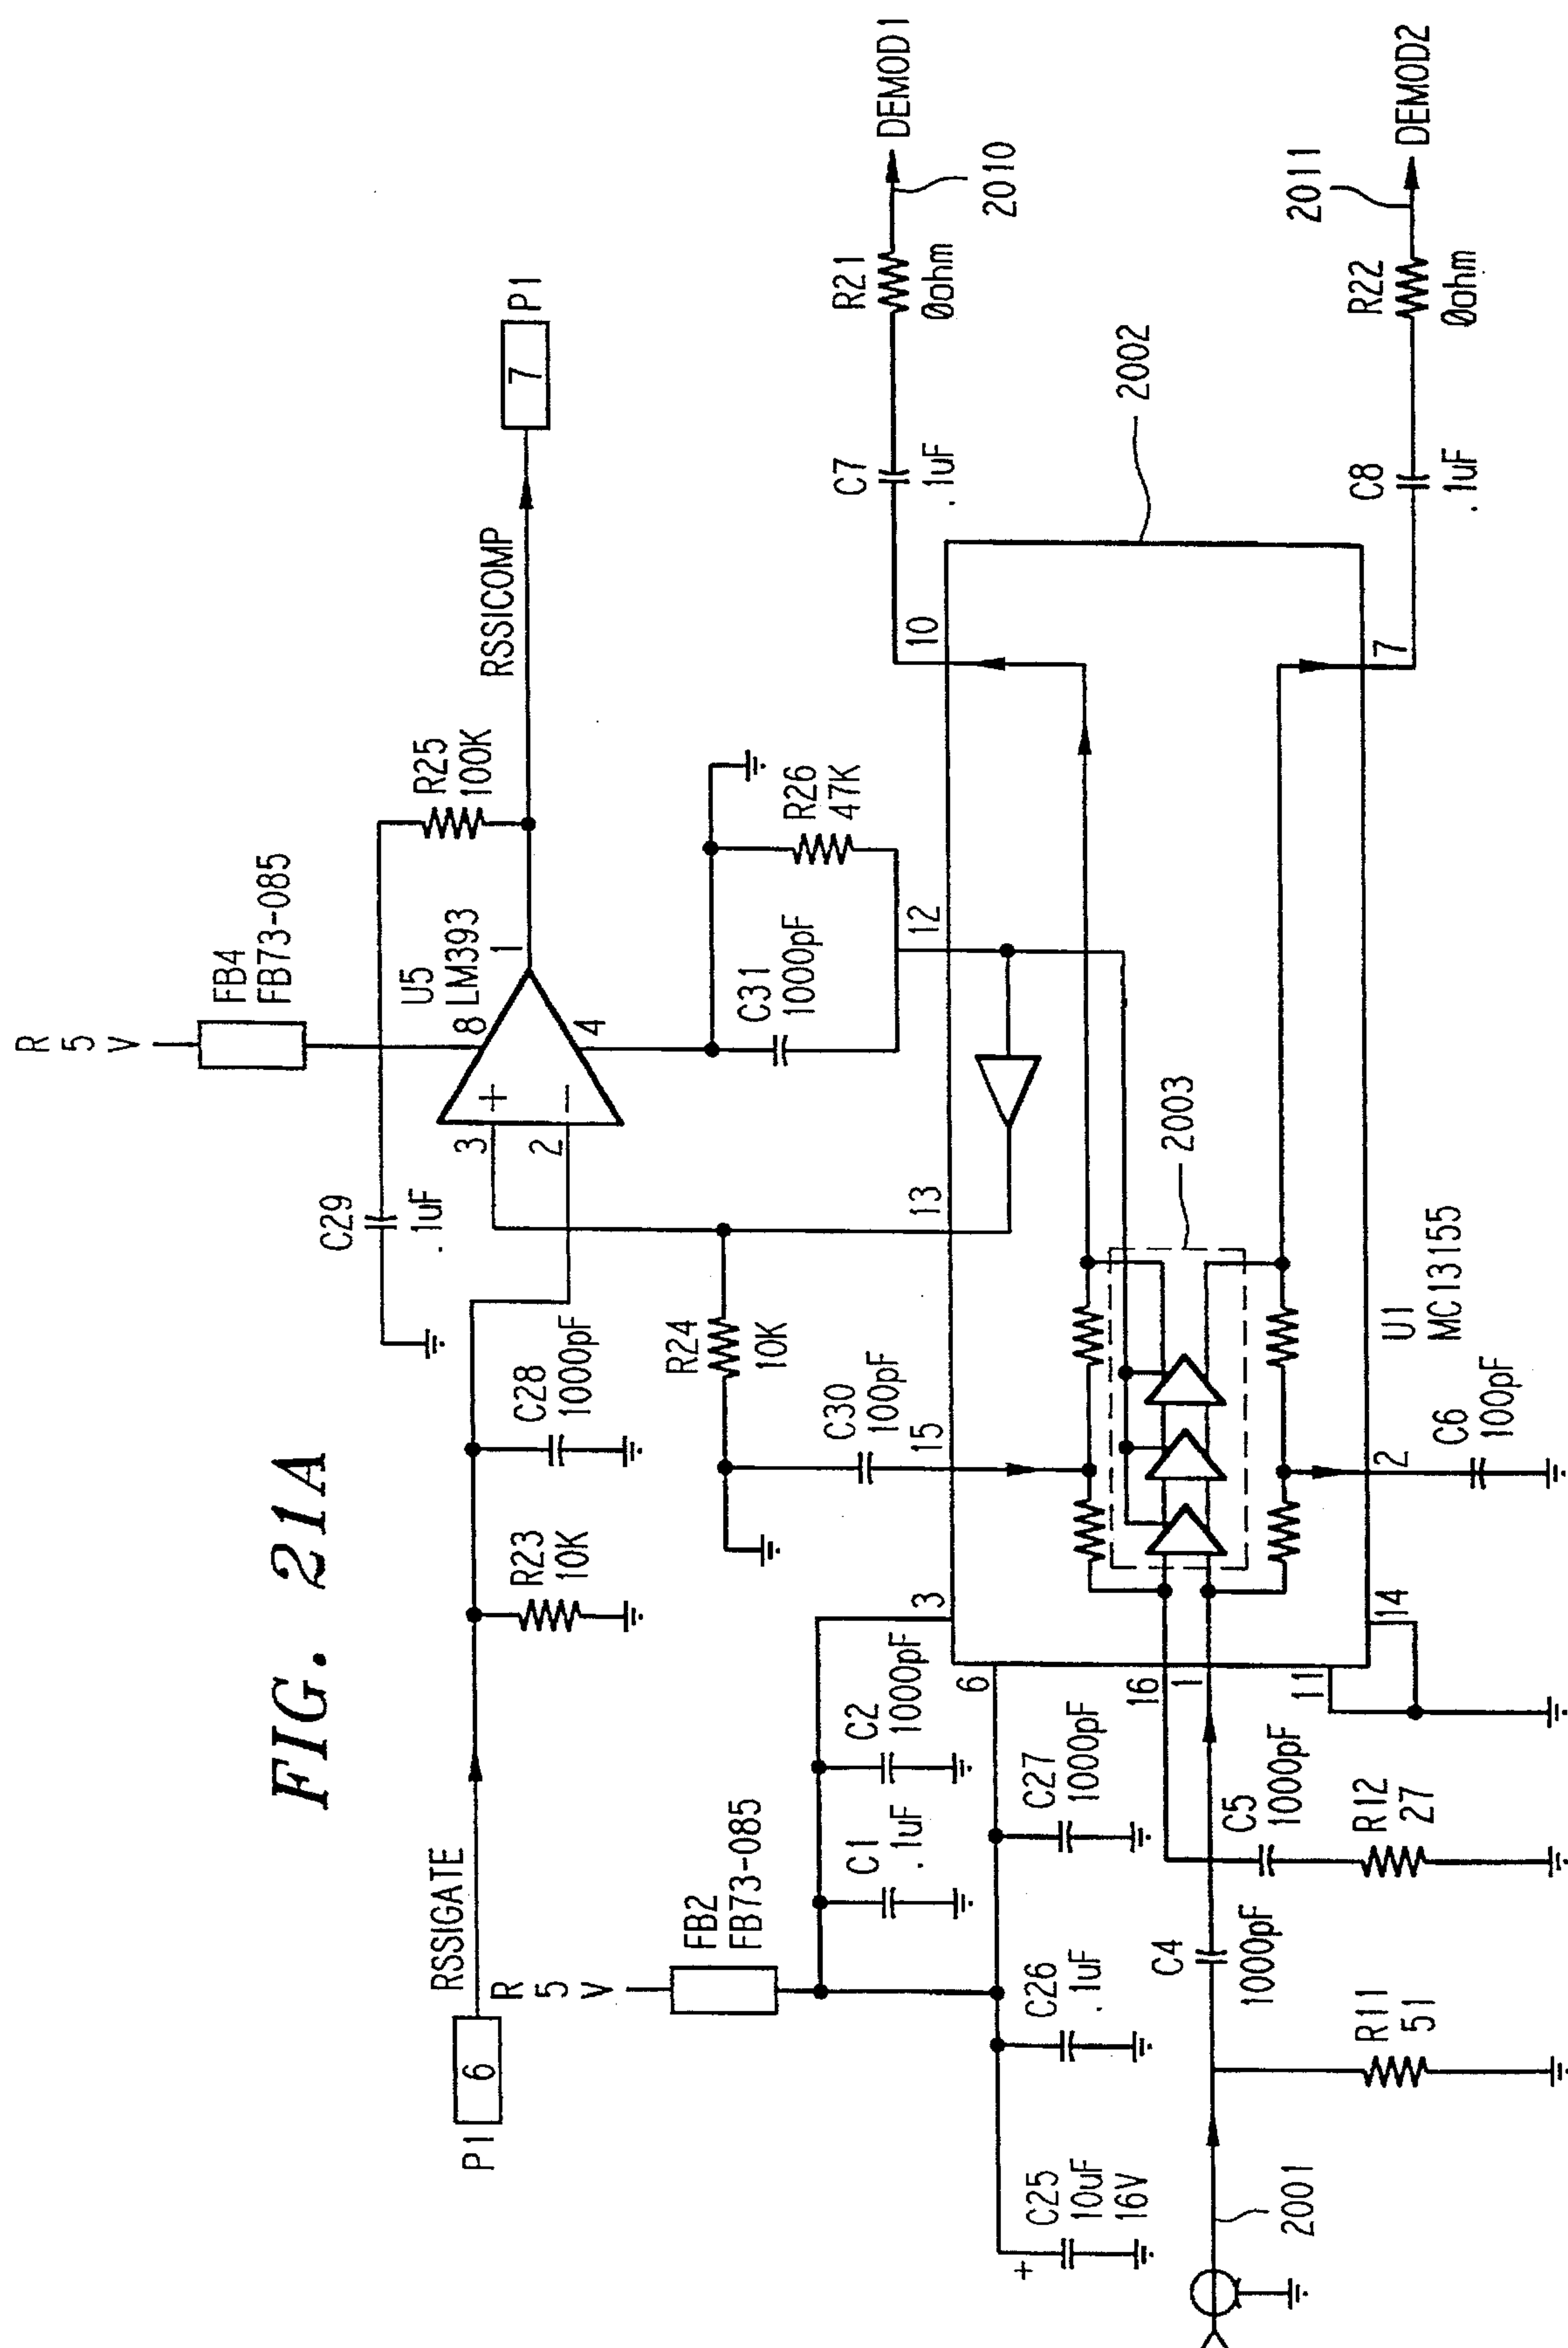 FIG. 21A
R
5
V
FB4
FB73-085
C29
.1uF
U5
LM393
8
3
+
2
−
1
4
R25
100K
RSSICOMP
7
P1
P1
6
RSSIGATE
R23
10K
C28
1000pF
R24
10K
C30
100pF
15
13
C31
1000pF
R26
47K
12
R
5
V
FB2
FB73-085
C1
.1uF
C2
1000pF
3
+
C25
10uF
16V
C26
.1uF
C27
1000pF
6
10
C7
.1uF
R21
0ohm
DEMOD1
2010
2001
R11
51
C4
1000pF
C5
1000pF
R12
27
16
1
11
14
2003
2002
2
C6
100pF
U1
MC13155
7
C8
.1uF
R22
0ohm
2011
DEMOD2